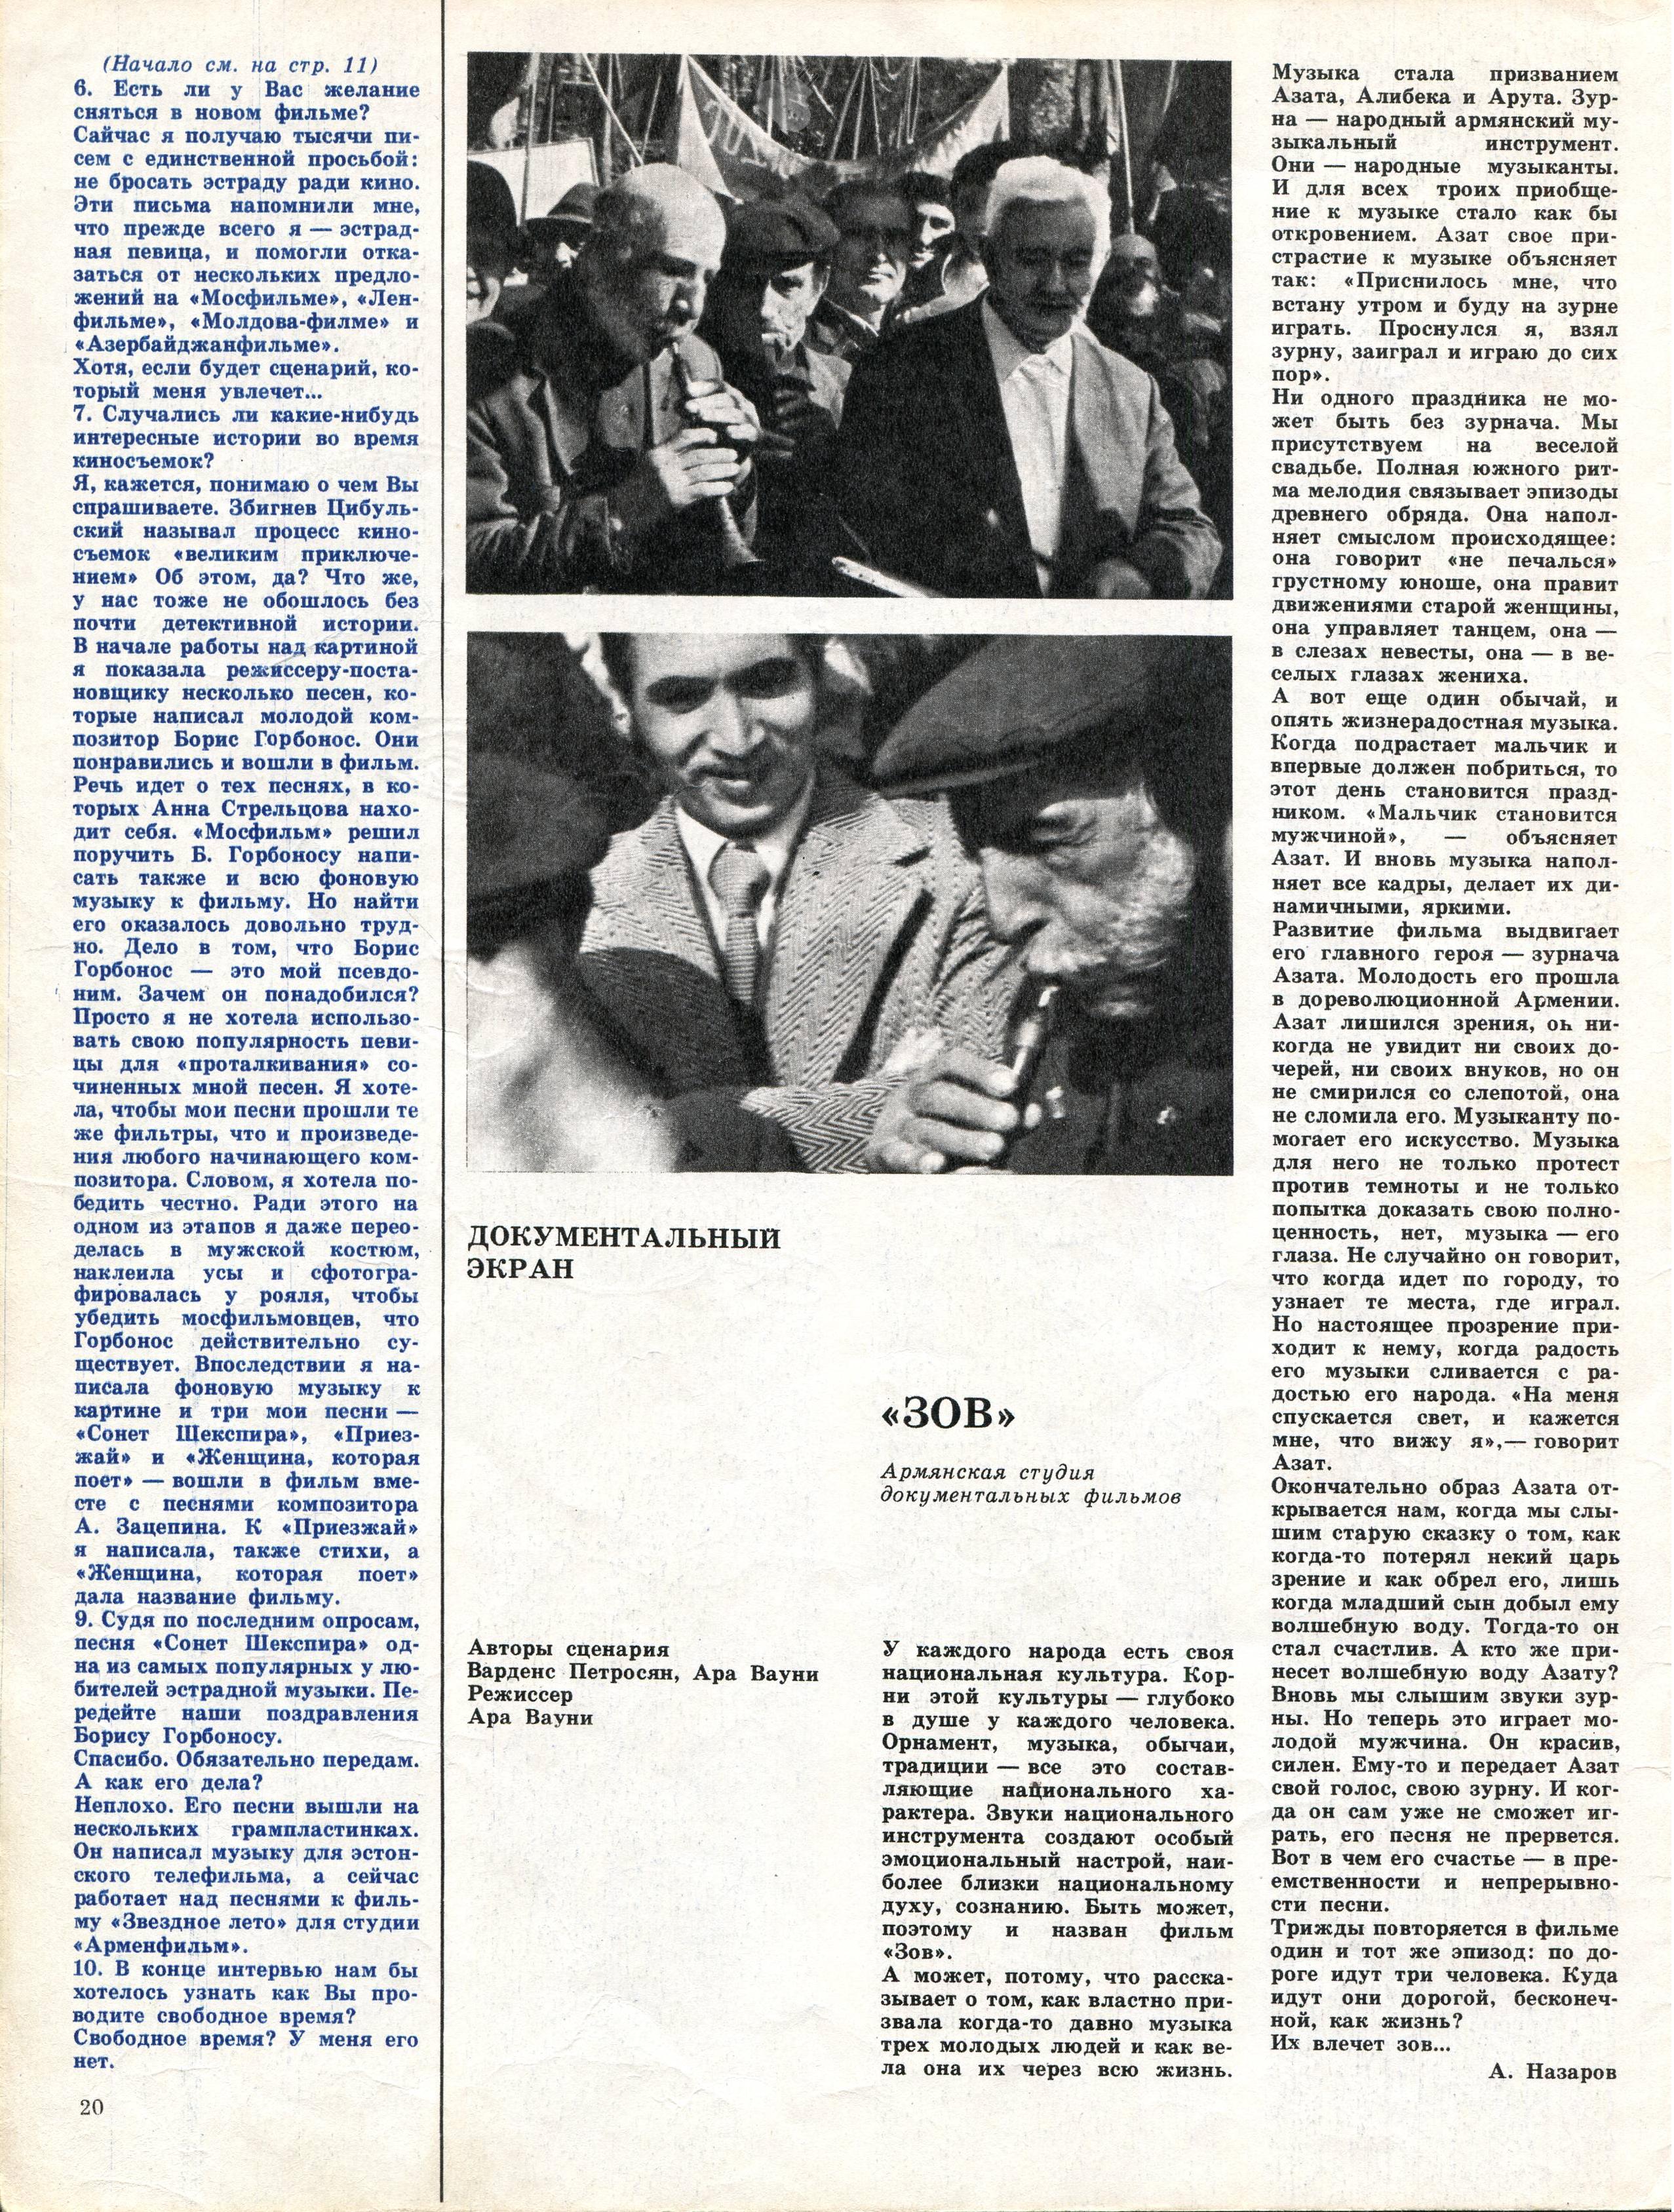 (Начало см. на стр. 11)
6. Есть ли у Вас желание
сняться в новом фильме?
Сайчас я получаю тысячи пи-
сем с единственной просьбой:
не бросать эстраду ради кино.
Эти письма напомнили мне,
что прежде всего я — эстрад-
ная певица, и помогли отка-
заться от нескольких предло-
жений на «Мосфильме», «Лен-
фильме», «Молдова-филме» и
«Азербайджанфильме».
Хотя, если будет сценарий, ко-
торый меня увлечет...
7. Случались ли какие-нибудь
интересные истории во время
киносъемок?
Я, кажется, понимаю о чем Вы
спрашиваете. Збигнев Цибуль-
ский называл процесс кино-
съемок «великим приключе-
нием» Об этом, да? Что же,
у нас тоже не обошлось без
почти детективной истории.
В начале работы над картиной
я показала режиссеру-поста-
новщику несколько песен, ко-
торые написал молодой ком-
позитор Борис Горбонос. Они
понравились и вошли в фильм.
Речь идет о тех песнях, в ко-
торых Анна Стрельцова нахо-
дит себя. «Мосфильм» решил
поручить Б. Горбоносу напи-
сать также и всю фоновую
музыку к фильму. Но найти
его оказалось довольно труд-
но. Дело в том, что Борис
Горбонос — это мой псевдо-
ним. Зачем он понадобился?
Просто я не хотела использо-
вать свою популярность певи-
цы для «проталкивания» со-
чиненных мной песен. Я хоте-
ла, чтобы мои песни прошли те
же фильтры, что и произведе-
ния любого начинающего ком-
позитора. Словом, я хотела по-
бедить честно. Ради этого на
одном из этапов я даже перео-
делась в мужской костюм,
наклеила усы и сфотогра-
фировалась у рояля, чтобы
убедить мосфильмовцев, что
Горбонос действительно су-
ществует. Впоследствии я на-
писала фоновую музыку к
картине и три мои песни —
«Сонет Шекспира», «Приез-
жай» и «Женщина, которая
поет» — вошли в фильм вме-
сте с песнями композитора
А. Зацепина. К «Приезжай»
я написала, также стихи, а
«Женщина, которая поет»
дала название фильму.
9. Судя по последним опросам,
песня «Сонет Шекспира» од-
на из самых популярных у лю-
бителей эстрадной музыки. Пе-
редейте наши поздравления
Борису Горбоносу.
Спасибо. Обязательно передам.
А как его дела?
Неплохо. Его песни вышли на
нескольких грампластинках.
Он написал музыку для эстон-
ского телефильма, а сейчас
работает над песнями к филь-
му «Звездное лето» для студии
«Арменфильм».
10. В конце интервью нам бы
хотелось узнать как Вы про-
водите свободное время?
Свободное время? У меня его
нет.
20
ДОКУМЕНТАЛЬНЫЙ
ЭКРАН
«ЗОВ»
Армянская студия
документальных фильмов
Авторы сценария
Варденс Петросян, Ара Вауни
Режиссер
Ара Вауни
У каждого народа есть своя
национальная культура. Кор-
ни этой культуры — глубоко
в душе у каждого человека.
Орнамент, музыка, обычаи,
традиции — все это состав-
ляющие национального ха-
рактера. Звуки национального
инструмента создают особый
эмоциональный настрой, наи-
более близки национальному
духу, сознанию. Быть может,
поэтому и назван фильм
«Зов».
А может, потому, что расска-
зывает о том, как властно при-
звала когда-то давно музыка
трех молодых людей и как ве-
ла она их через всю жизнь.
Музыка стала призванием
Азата, Алибека и Арута. Зур-
на — народный армянский му-
зыкальный инструмент.
Они — народные музыканты.
И для всех троих приобще-
ние к музыке стало как бы
откровением. Азат свое при-
страстие к музыке объясняет
так: «Приснилось мне, что
встану утром и буду на зурне
играть. Проснулся я, взял
зурну, заиграл и играю до сих
пор».
Ни одного праздника не мо-
жет быть без зурнача. Мы
присутствуем на веселой
свадьбе. Полная южного рит-
ма мелодия связывает эпизоды
древнего обряда. Она напол-
няет смыслом происходящее:
она говорит «не печалься»
грустному юноше, она правит
движениями старой женщины,
она управляет танцем, она —
в слезах невесты, она — в ве-
селых глазах жениха.
А вот еще один обычай, и
опять жизнерадостная музыка.
Когда подрастает мальчик и
впервые должен побриться, то
этот день становится празд-
ником. «Мальчик становится
мужчиной», — объясняет
Азат. И вновь музыка напол-
няет все кадры, делает их ди-
намичными, яркими.
Развитие фильма выдвигает
его главного героя — зурнача
Азата. Молодость его прошла
в дореволюционной Армении.
Азат лишился зрения, он ни-
когда не увидит ни своих до-
черей, ни своих внуков, но он
не смирился со слепотой, она
не сломила его. Музыканту по-
могает его искусство. Музыка
для него не только протест
против темноты и не только
попытка доказать свою полно-
ценность, нет, музыка — его
глаза. Не случайно он говорит,
что когда идет по городу, то
узнает те места, где играл.
Но настоящее прозрение при-
ходит к нему, когда радость
его музыки сливается с ра-
достью его народа. «На меня
спускается свет, и кажется
мне, что вижу я»,— говорит
Азат.
Окончательно образ Азата от-
крывается нам, когда мы слы-
шим старую сказку о том, как
когда-то потерял некий царь
зрение и как обрел его, лишь
когда младший сын добыл ему
волшебную воду. Тогда-то он
стал счастлив. А кто же при-
несет волшебную воду Азату?
Вновь мы слышим звуки зур-
ны. Но теперь это играет мо-
лодой мужчина. Он красив,
силен. Ему-то и передает Азат
свой голос, свою зурну. И ког-
да он сам уже не сможет иг-
рать, его песня не прервется.
Вот в чем его счастье — в пре-
емственности и непрерывно-
сти песни.
Трижды повторяется в фильме
один и тот же эпизод: по до-
роге идут три человека. Куда
идут они дорогой, бесконеч-
ной, как жизнь?
Их влечет зов...
А. Назаров